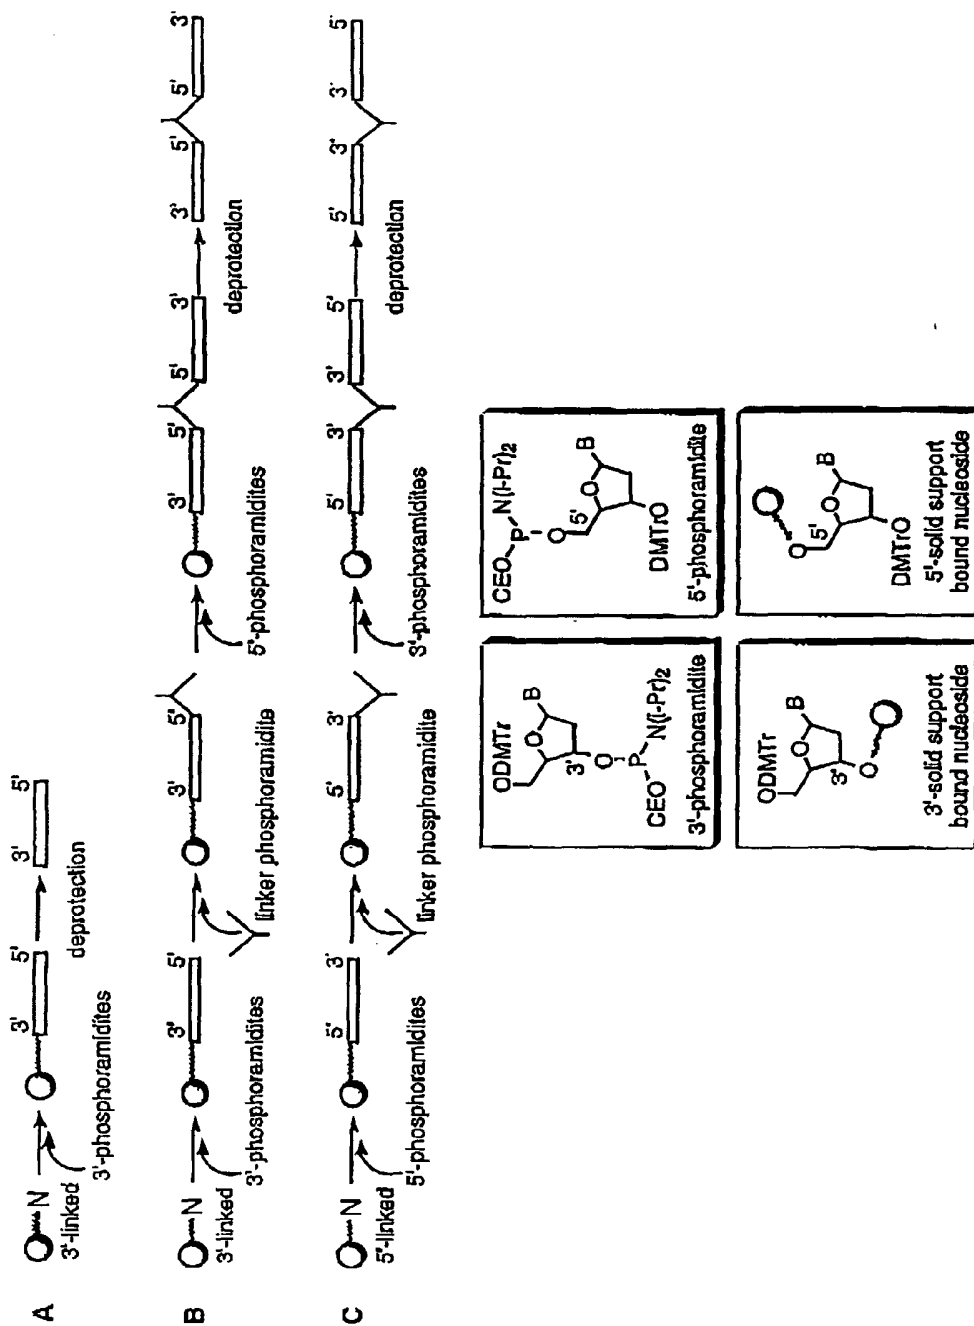 A
N
3'-linked
3'-phosphoramidites
3' 5'
deprotection
3' 5'
B
N
3'-linked
3'-phosphoramidites
3' 5'
linker phosphoramidite
3' 5'
5'-phosphoramidites
3' 5' 5' 3'
deprotection
3' 5' 5' 3'
C
N
5'-linked
5'-phosphoramidites
5' 3'
linker phosphoramidite
5' 3'
3'-phosphoramidites
5' 3' 3' 5'
deprotection
5' 3' 3' 5'
ODMTr
B
O
3'
O
P
CEO N(i-Pr)2
3'-phosphoramidite
CEO P N(i-Pr)2
O
5'
B
O
DMTrO
5'-phosphoramidite
ODMTr
B
O
3'
O
3'-solid support
bound nucleoside
O
5'
B
O
DMTrO
5'-solid support
bound nucleoside